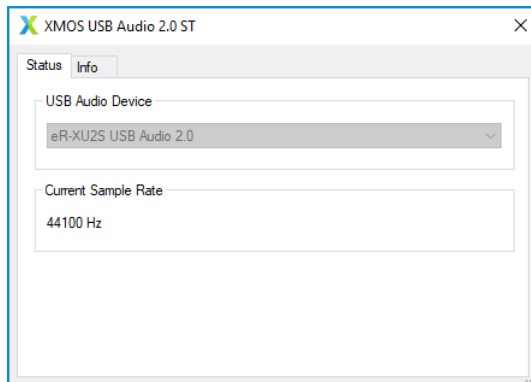 XMOS USB Audio 2.0 ST
Status Info
USB Audio Device
eR-XU2S USB Audio 2.0
Current Sample Rate
44100 Hz